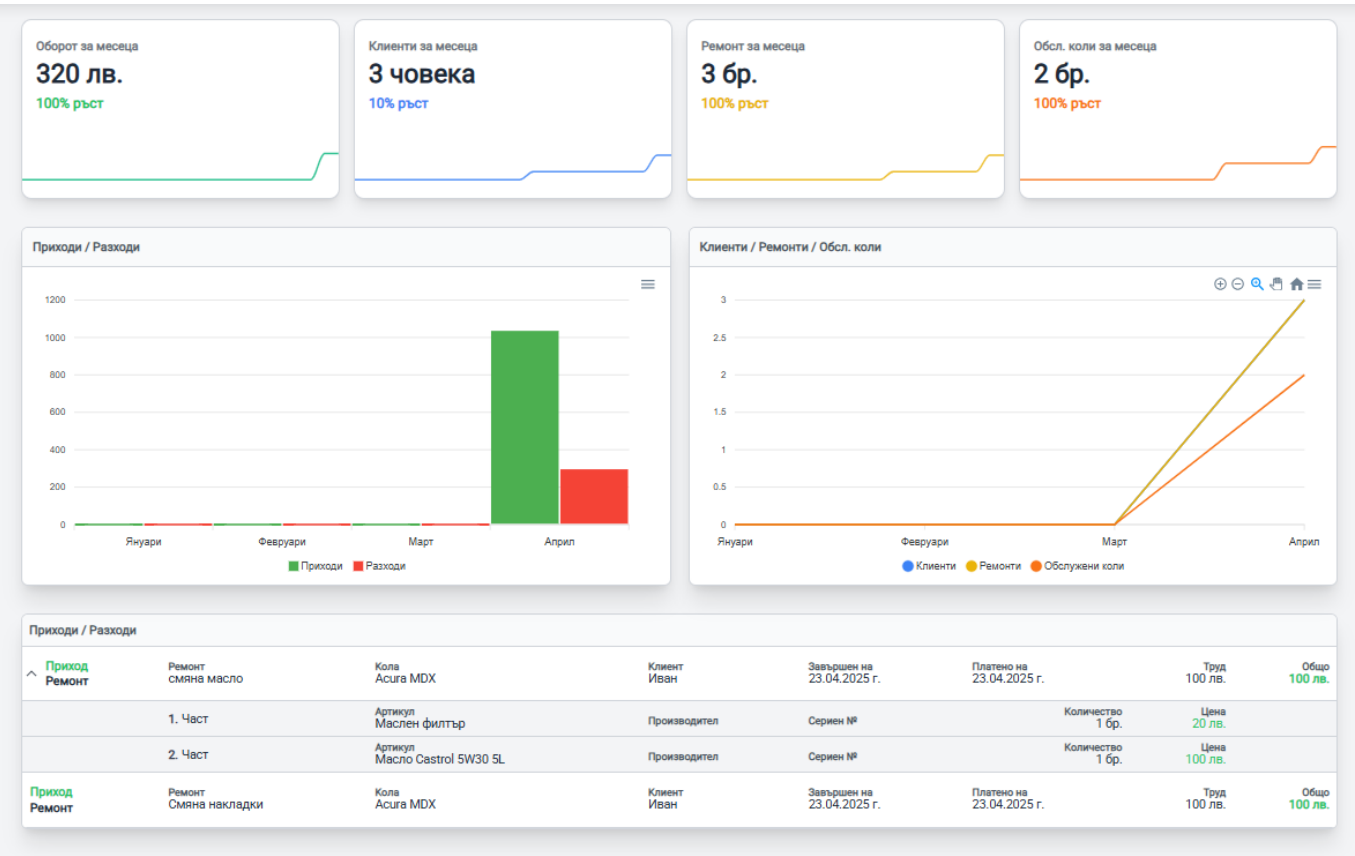 Оборот за месеца
320 лв.
100% ръст
Клиенти за месеца
3 човека
10% ръст
Ремонт за месеца
3 бр.
100% ръст
Обсл. коли за месеца
2 бр.
100% ръст
Приходи / Разходи
1200
1000
800
600
400
200
0
Януари Февруари Март Април
Приходи Разходи
Клиенти / Ремонти / Обсл. коли
3
2.5
2
1.5
1
0.5
0
Януари Февруари Март Април
Клиенти Ремонти Обслужени коли
Приходи / Разходи
Приход Ремонт Кола Клиент Завършен на Платено на Труд Общо
Ремонт смяна масло Acura MDX Иван 23.04.2025 г. 23.04.2025 г. 100 лв. 100 лв.
Артикул Количество Цена
1. Част Маслен филтър Производител Сериен № 1 бр. 20 лв.
Артикул Количество Цена
2. Част Масло Castrol 5W30 5L Производител Сериен № 1 бр. 100 лв.
Приход Ремонт Кола Клиент Завършен на Платено на Труд Общо
Ремонт Смяна накладки Acura MDX Иван 23.04.2025 г. 23.04.2025 г. 100 лв. 100 лв.